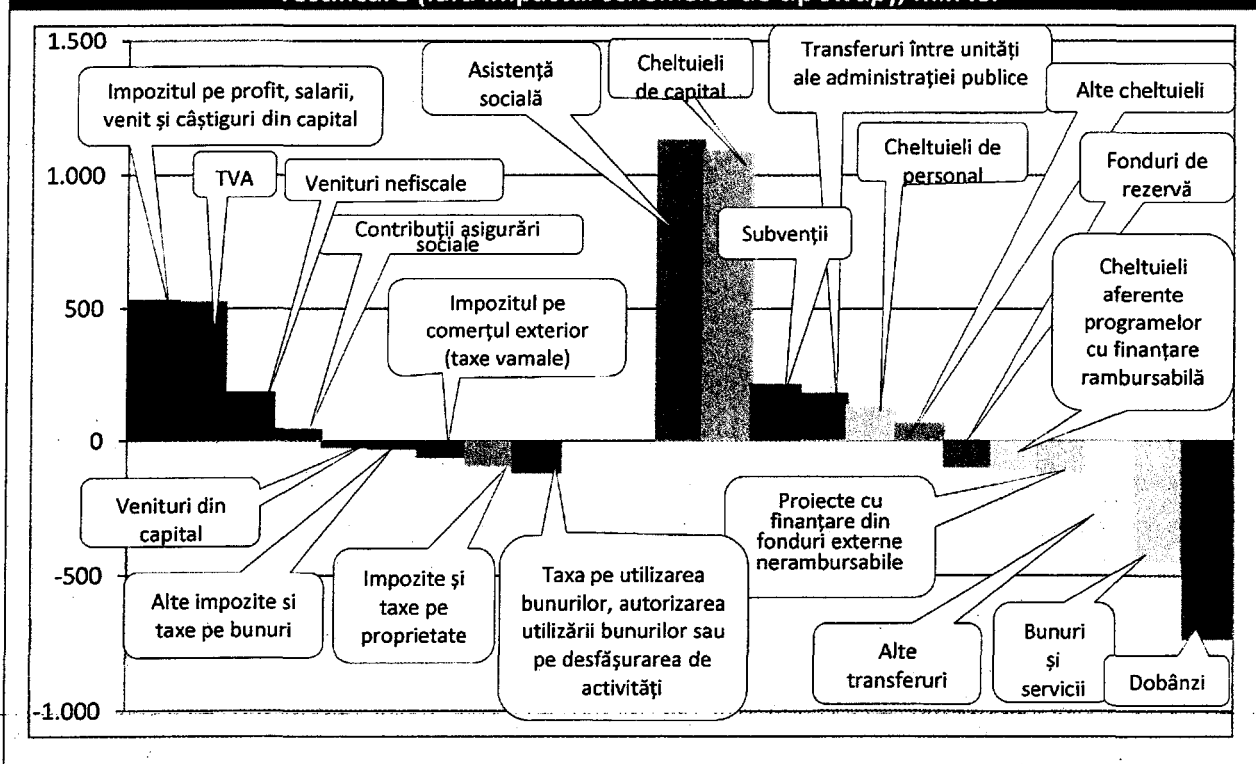 1.500
1.000
500
0
-500
-1.000
Impozitul pe profit, salarii,
venit și câștiguri din capital
TVA
Venituri nefiscale
Contribuții asigurări
sociale
Impozitul pe
comerțul exterior
(taxe vamale)
Venituri din
capital
Alte impozite si
taxe pe bunuri
Impozite și
taxe pe
proprietate
Taxa pe utilizarea
bunurilor, autorizarea
utilizării bunurilor sau
pe desfășurarea de
activități
Asistență
socială
Cheltuieli
de capital
Subvenții
Transferuri între unități
ale administrației publice
Cheltuieli de
personal
Alte cheltuieli
Fonduri de
rezervă
Cheltuieli
aferente
programelor
cu finanțare
rambursabilă
Proiecte cu
finanțare din
fonduri externe
nerambursabile
Alte
transferuri
Bunuri
și
servicii
Dobânzi